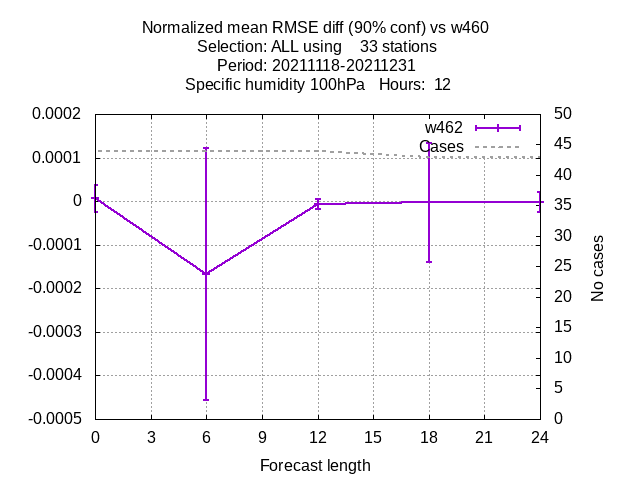 Normalized mean RMSE diff (90% conf) vs w460
Selection: ALL using    33 stations
Period: 20211118-20211231
Specific humidity 100hPa   Hours:  12
w462
Cases
0.0002
0.0001
0
-0.0001
-0.0002
-0.0003
-0.0004
-0.0005
50
45
40
35
30
25
20
15
10
5
0
No cases
0 3 6 9 12 15 18 21 24
Forecast length